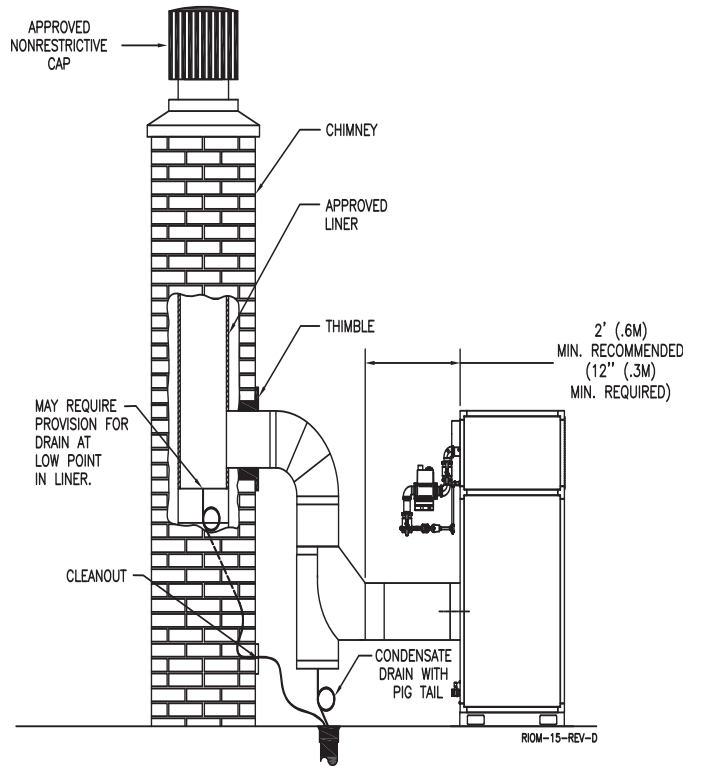 APPROVED
NONRESTRICTIVE
CAP
CHIMNEY
APPROVED
LINER
THIMBLE
2' (.6M)
MIN. RECOMMENDED
(12'' (.3M)
MIN. REQUIRED)
MAY REQUIRE
PROVISION FOR
DRAIN AT
LOW POINT
IN LINER.
CLEANOUT
CONDENSATE
DRAIN WITH
PIG TAIL
RIOM-15-REV-D